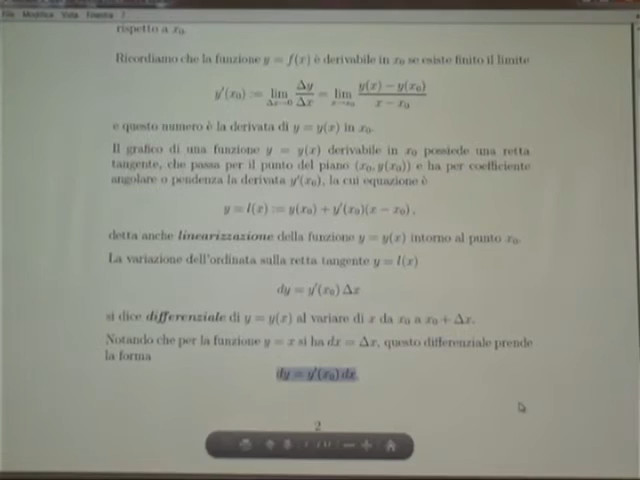 File Modifica Vista Finestra ?
rispetto a x₀
Ricordiamo che la funzione y = f(x) è derivabile in x₀ se esiste finito il limite
y′(x₀) := lim_{Δx→0} Δy/Δx = lim_{x→x₀} (y(x) − y(x₀))/(x − x₀)
e questo numero è la derivata di y = y(x) in x₀.
Il grafico di una funzione y = y(x) derivabile in x₀ possiede una retta
tangente, che passa per il punto del piano (x₀, y(x₀)) e ha per coefficiente
angolare o pendenza la derivata y′(x₀), la cui equazione è
y = l(x) := y(x₀) + y′(x₀)(x − x₀),
detta anche linearizzazione della funzione y = y(x) intorno al punto x₀.
La variazione dell'ordinata sulla retta tangente y = l(x)
dy = y′(x₀) Δx
si dice differenziale di y = y(x) al variare di x da x₀ a x₀ + Δx.
Notando che per la funzione y = x si ha dx = Δx, questo differenziale prende
la forma
dy = y′(x₀) dx.
2